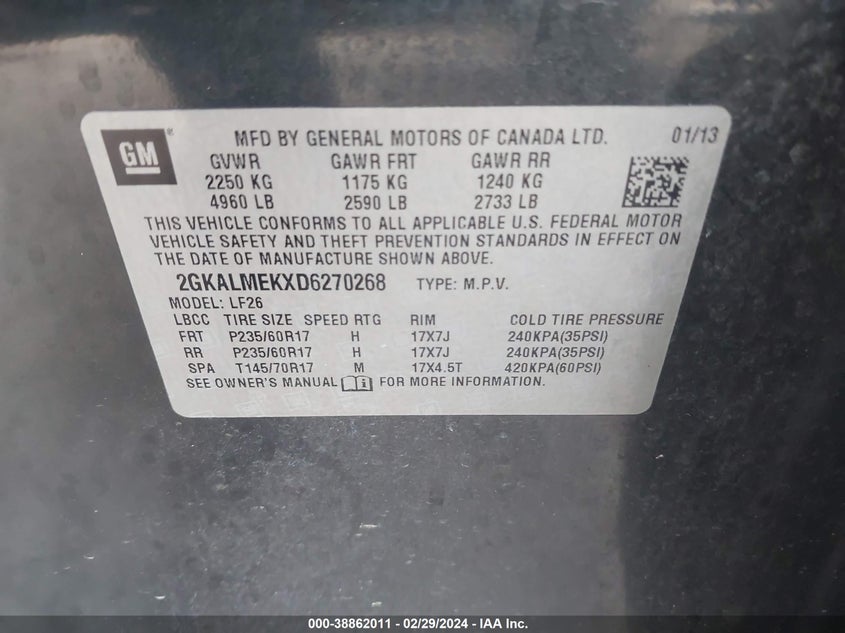 GM ® MFD BY GENERAL MOTORS OF CANADA LTD. 01/13
GVWR GAWR FRT GAWR RR
2250 KG 1175 KG 1240 KG
4960 LB 2590 LB 2733 LB
THIS VEHICLE CONFORMS TO ALL APPLICABLE U.S. FEDERAL MOTOR
VEHICLE SAFETY AND THEFT PREVENTION STANDARDS IN EFFECT ON
THE DATE OF MANUFACTURE SHOWN ABOVE.
2GKALMEKXD6270268 TYPE: M.P.V.
MODEL: LF26
LBCC TIRE SIZE SPEED RTG RIM COLD TIRE PRESSURE
FRT P235/60R17 H 17X7J 240KPA(35PSI)
RR P235/60R17 H 17X7J 240KPA(35PSI)
SPA T145/70R17 M 17X4.5T 420KPA(60PSI)
SEE OWNER'S MANUAL FOR MORE INFORMATION.
000-38862011 - 02/29/2024 - IAA Inc.